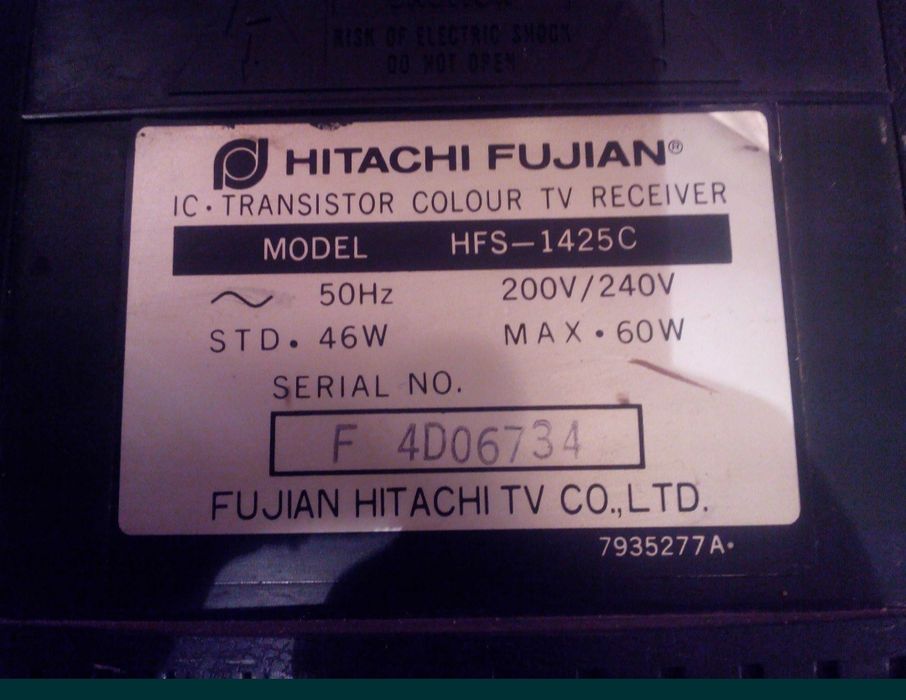 RISK OF ELECTRIC SHOCK
DO NOT OPEN
HITACHI FUJIAN®
IC・TRANSISTOR COLOUR TV RECEIVER
MODEL HFS-1425C
50Hz 200V/240V
STD. 46W MAX・60W
SERIAL NO.
F 4D06734
FUJIAN HITACHI TV CO.,LTD.
7935277A・